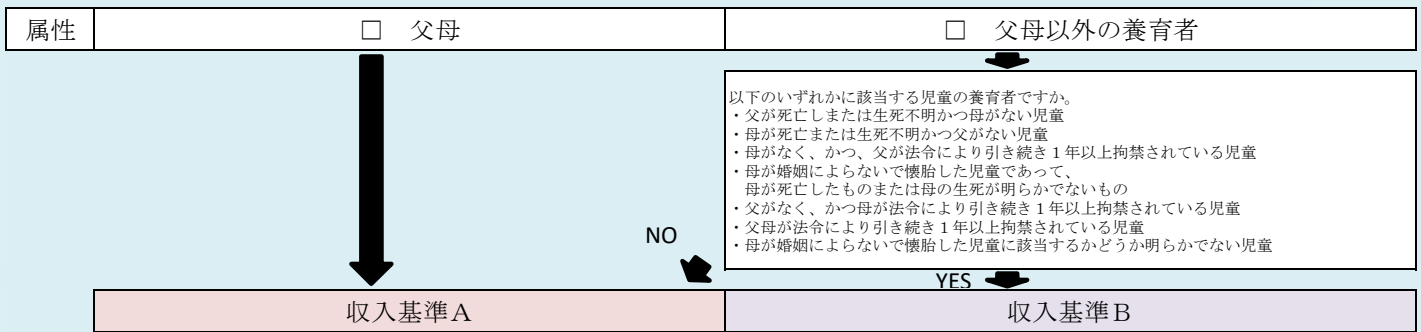 属性
□ 父母
□ 父母以外の養育者
以下のいずれかに該当する児童の養育者ですか。
・父が死亡しまたは生死不明かつ母がない児童
・母が死亡または生死不明かつ父がない児童
・母がなく、かつ、父が法令により引き続き１年以上拘禁されている児童
・母が婚姻によらないで懐胎した児童であって、
母が死亡したものまたは母の生死が明らかでないもの
・父がなく、かつ母が法令により引き続き１年以上拘禁されている児童
・父母が法令により引き続き１年以上拘禁されている児童
・母が婚姻によらないで懐胎した児童に該当するかどうか明らかでない児童
NO
YES
収入基準Ａ
収入基準Ｂ